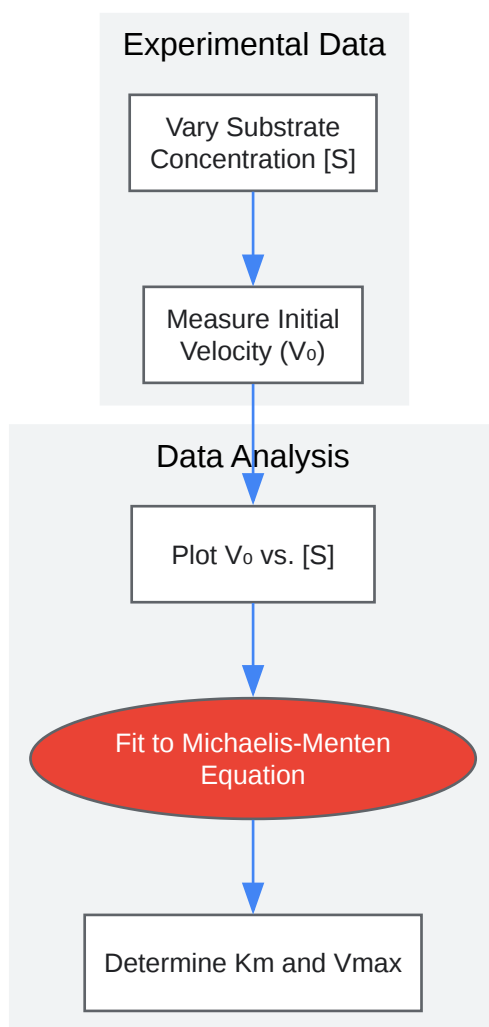 Experimental Data
Vary Substrate
Concentration [S]
Measure Initial
Velocity (V₀)
Data Analysis
Plot V₀ vs. [S]
Fit to Michaelis-Menten
Equation
Determine Km and Vmax